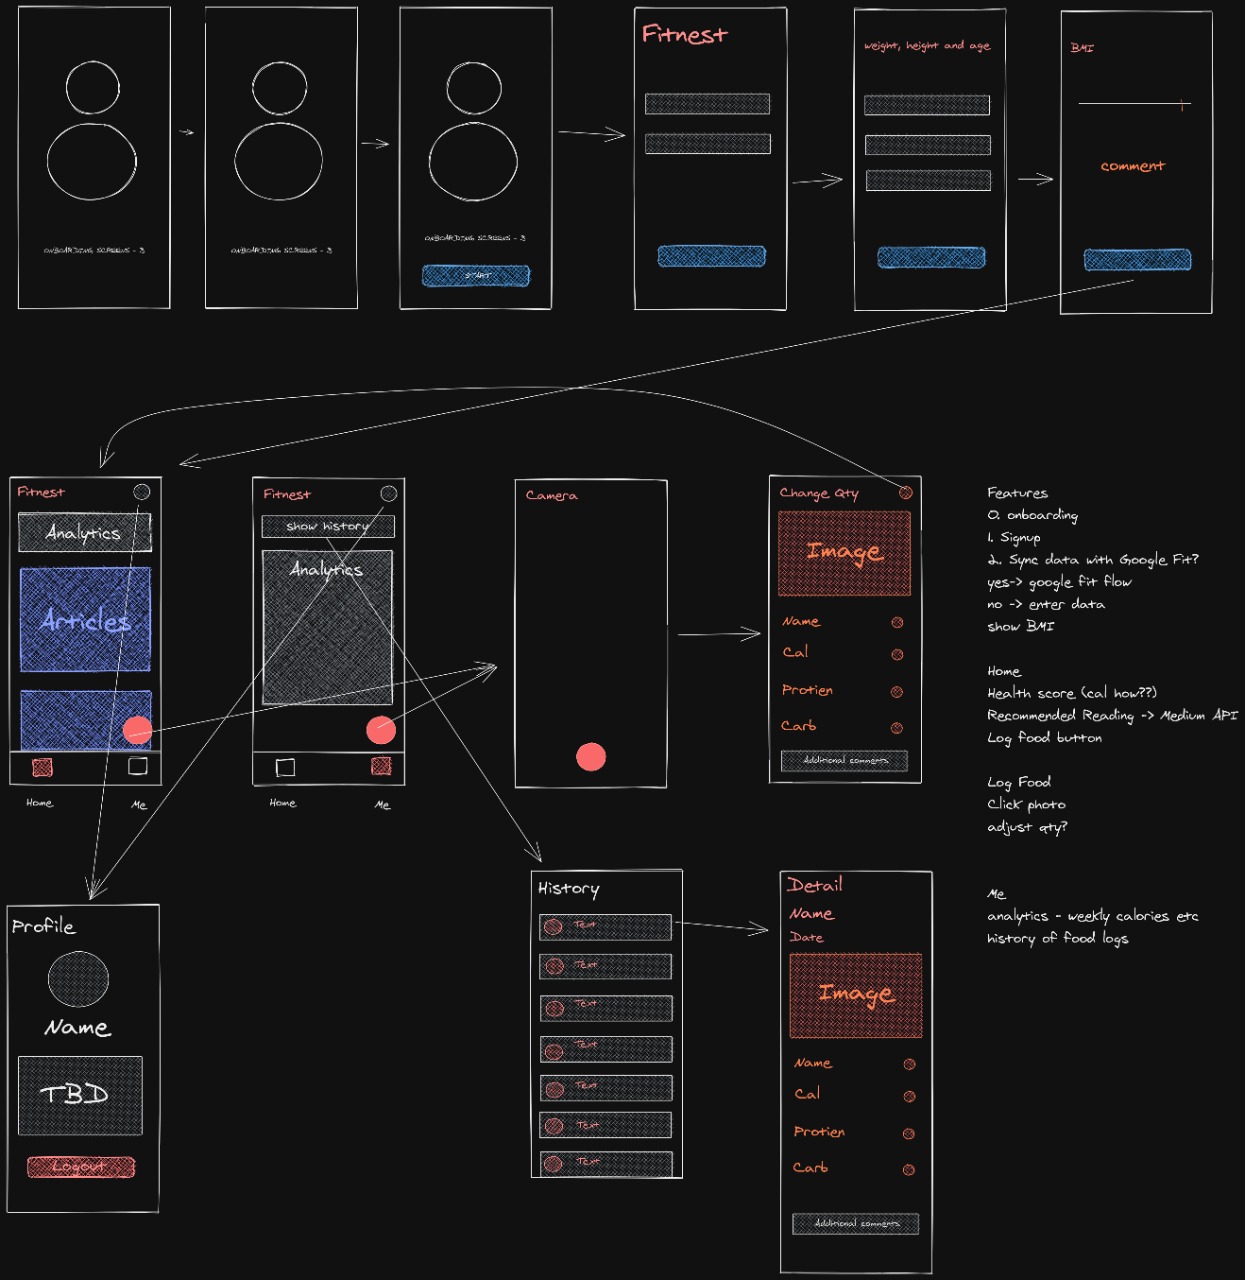 ONBOARDING SCREENS - 3
ONBOARDING SCREENS - 3
ONBOARDING SCREENS - 3
START
Fitnest
weight, height and age
BMI
comment
Fitnest
Analytics
Articles
Home
Me
Fitnest
show history
Analytics
Home
Me
Camera
Change Qty
Image
Name
Cal
Protien
Carb
Additional comments
Features
0. onboarding
1. Signup
2. Sync data with Google Fit?
yes-> google fit flow
no -> enter data
show BMI
Home
Health score (cal how??)
Recommended Reading -> Medium API
Log food button
Log Food
Click photo
adjust qty?
Me
analytics - weekly calories etc
history of food logs
Profile
Name
TBD
Logout
History
Text
Text
Text
Text
Text
Text
Text
Detail
Name
Date
Image
Name
Cal
Protien
Carb
Additional comments